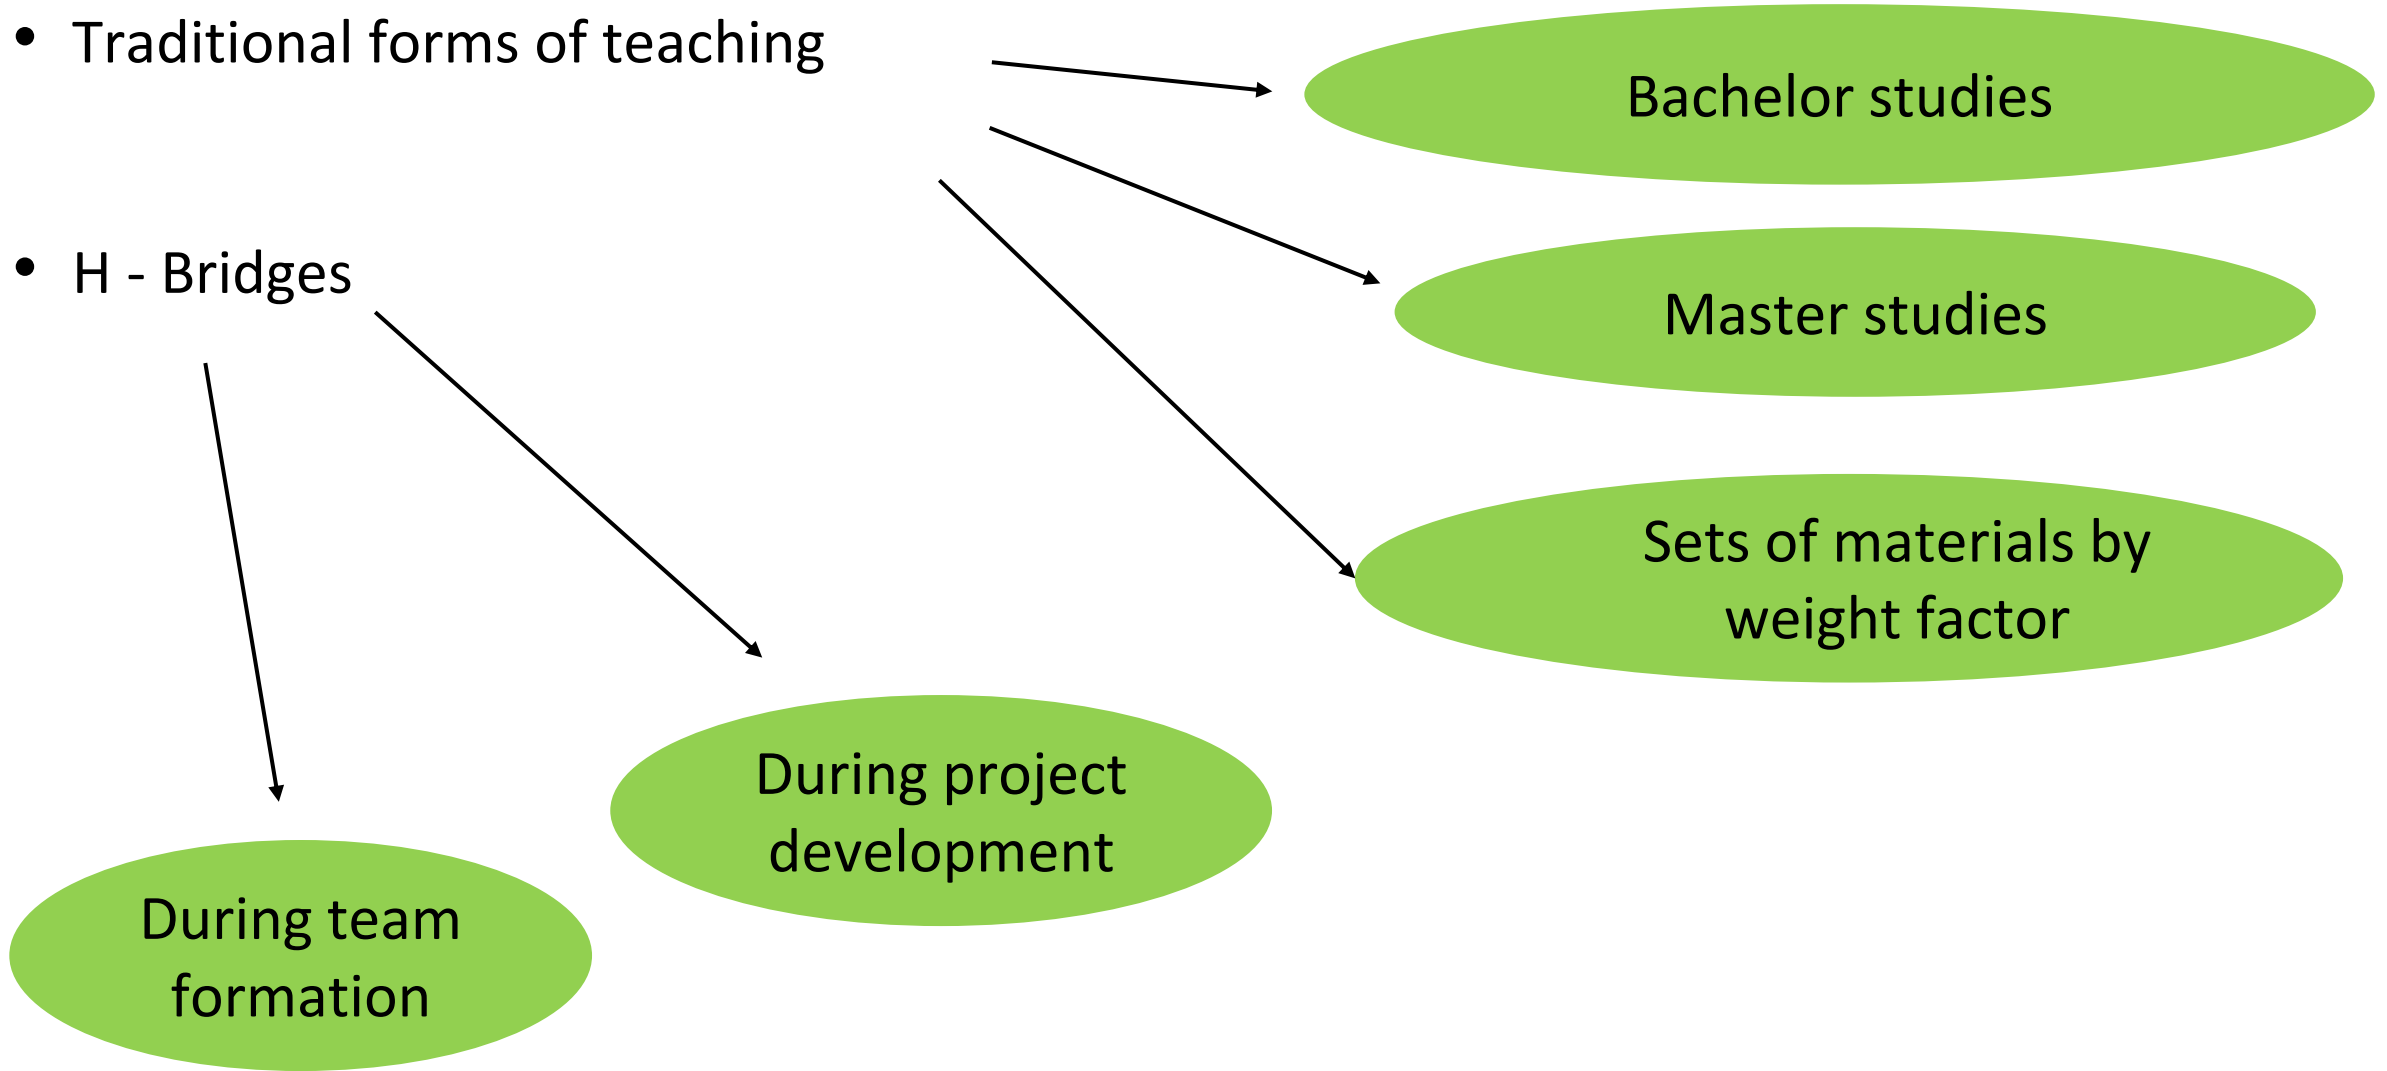 • Traditional forms of teaching
Bachelor studies
• H - Bridges
Master studies
Sets of materials by
weight factor
During project
development
During team
formation